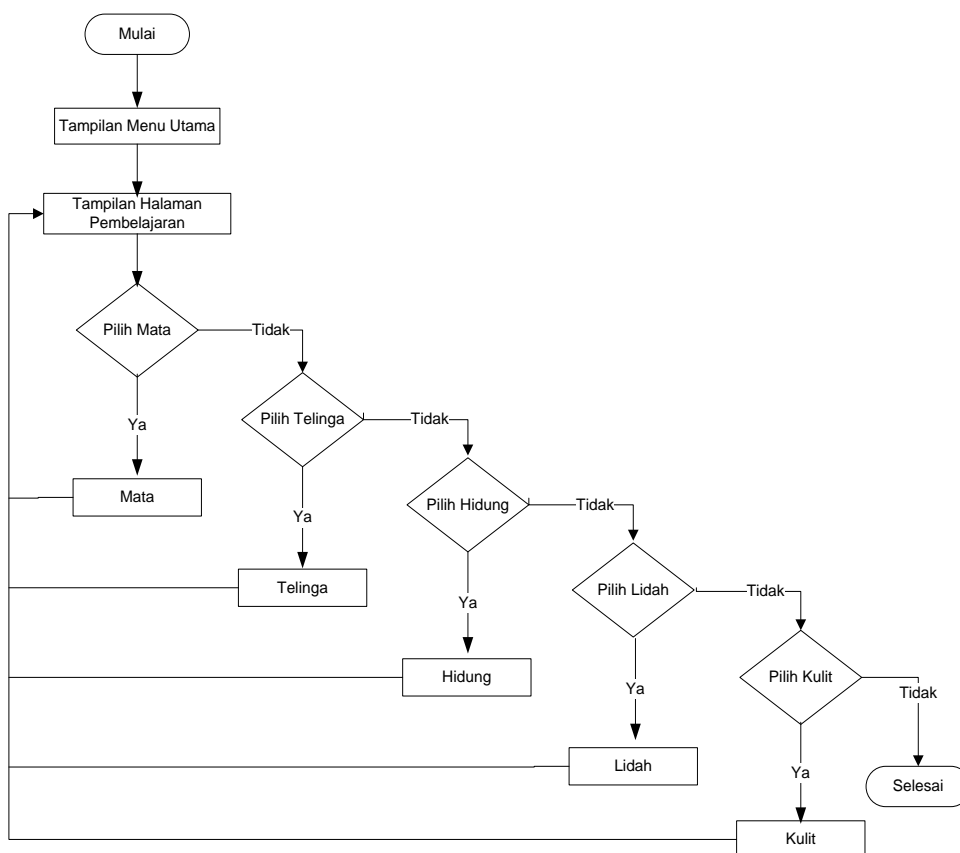 Mulai
Tampilan Menu Utama
Tampilan Halaman
Pembelajaran
Pilih Mata
Tidak
Ya
Mata
Pilih Telinga
Tidak
Ya
Telinga
Pilih Hidung
Tidak
Ya
Hidung
Pilih Lidah
Tidak
Ya
Lidah
Pilih Kulit
Tidak
Ya
Kulit
Selesai